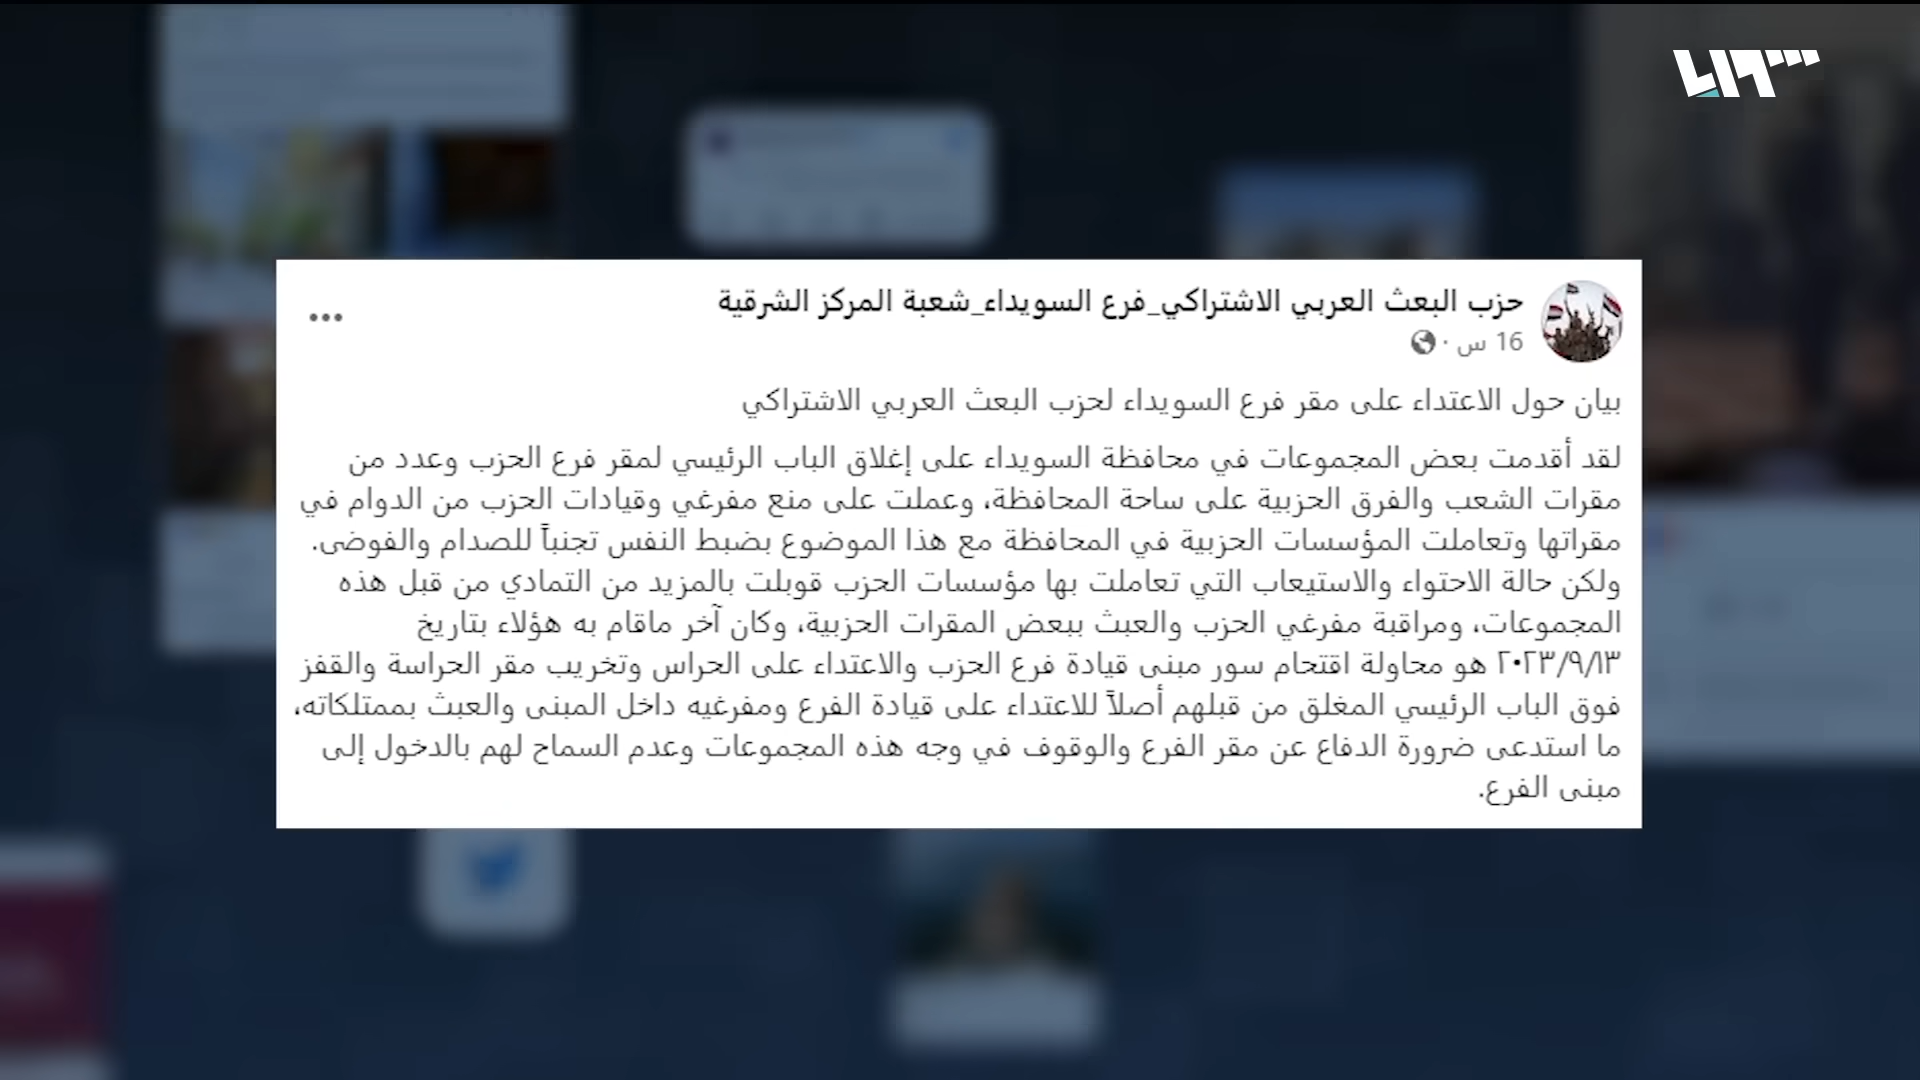 حزب البعث العربي الاشتراكي_فرع السويداء_شعبة المركز الشرقية
16 س ·
بيان حول الاعتداء على مقر فرع السويداء لحزب البعث العربي الاشتراكي
لقد أقدمت بعض المجموعات في محافظة السويداء على إغلاق الباب الرئيسي لمقر فرع الحزب وعدد من
مقرات الشعب والفرق الحزبية على ساحة المحافظة، وعملت على منع مفرغي وقيادات الحزب من الدوام في
مقراتها وتعاملت المؤسسات الحزبية في المحافظة مع هذا الموضوع بضبط النفس تجنباً للصدام والفوضى.
ولكن حالة الاحتواء والاستيعاب التي تعاملت بها مؤسسات الحزب قوبلت بالمزيد من التمادي من قبل هذه
المجموعات، ومراقبة مفرغي الحزب والعبث ببعض المقرات الحزبية، وكان آخر ماقام به هؤلاء بتاريخ
٢٠٢٣/٩/١٣ هو محاولة اقتحام سور مبنى قيادة فرع الحزب والاعتداء على الحراس وتخريب مقر الحراسة والقفز
فوق الباب الرئيسي المغلق من قبلهم أصلاً للاعتداء على قيادة الفرع ومفرغيه داخل المبنى والعبث بممتلكاته،
ما استدعى ضرورة الدفاع عن مقر الفرع والوقوف في وجه هذه المجموعات وعدم السماح لهم بالدخول إلى
مبنى الفرع.